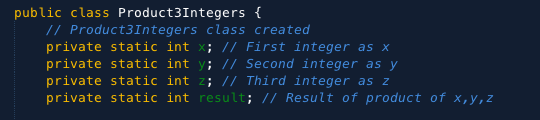 public class Product3Integers {
// Product3Integers class created
private static int x; // First integer as x
private static int y; // Second integer as y
private static int z; // Third integer as z
private static int result; // Result of product of x,y,z